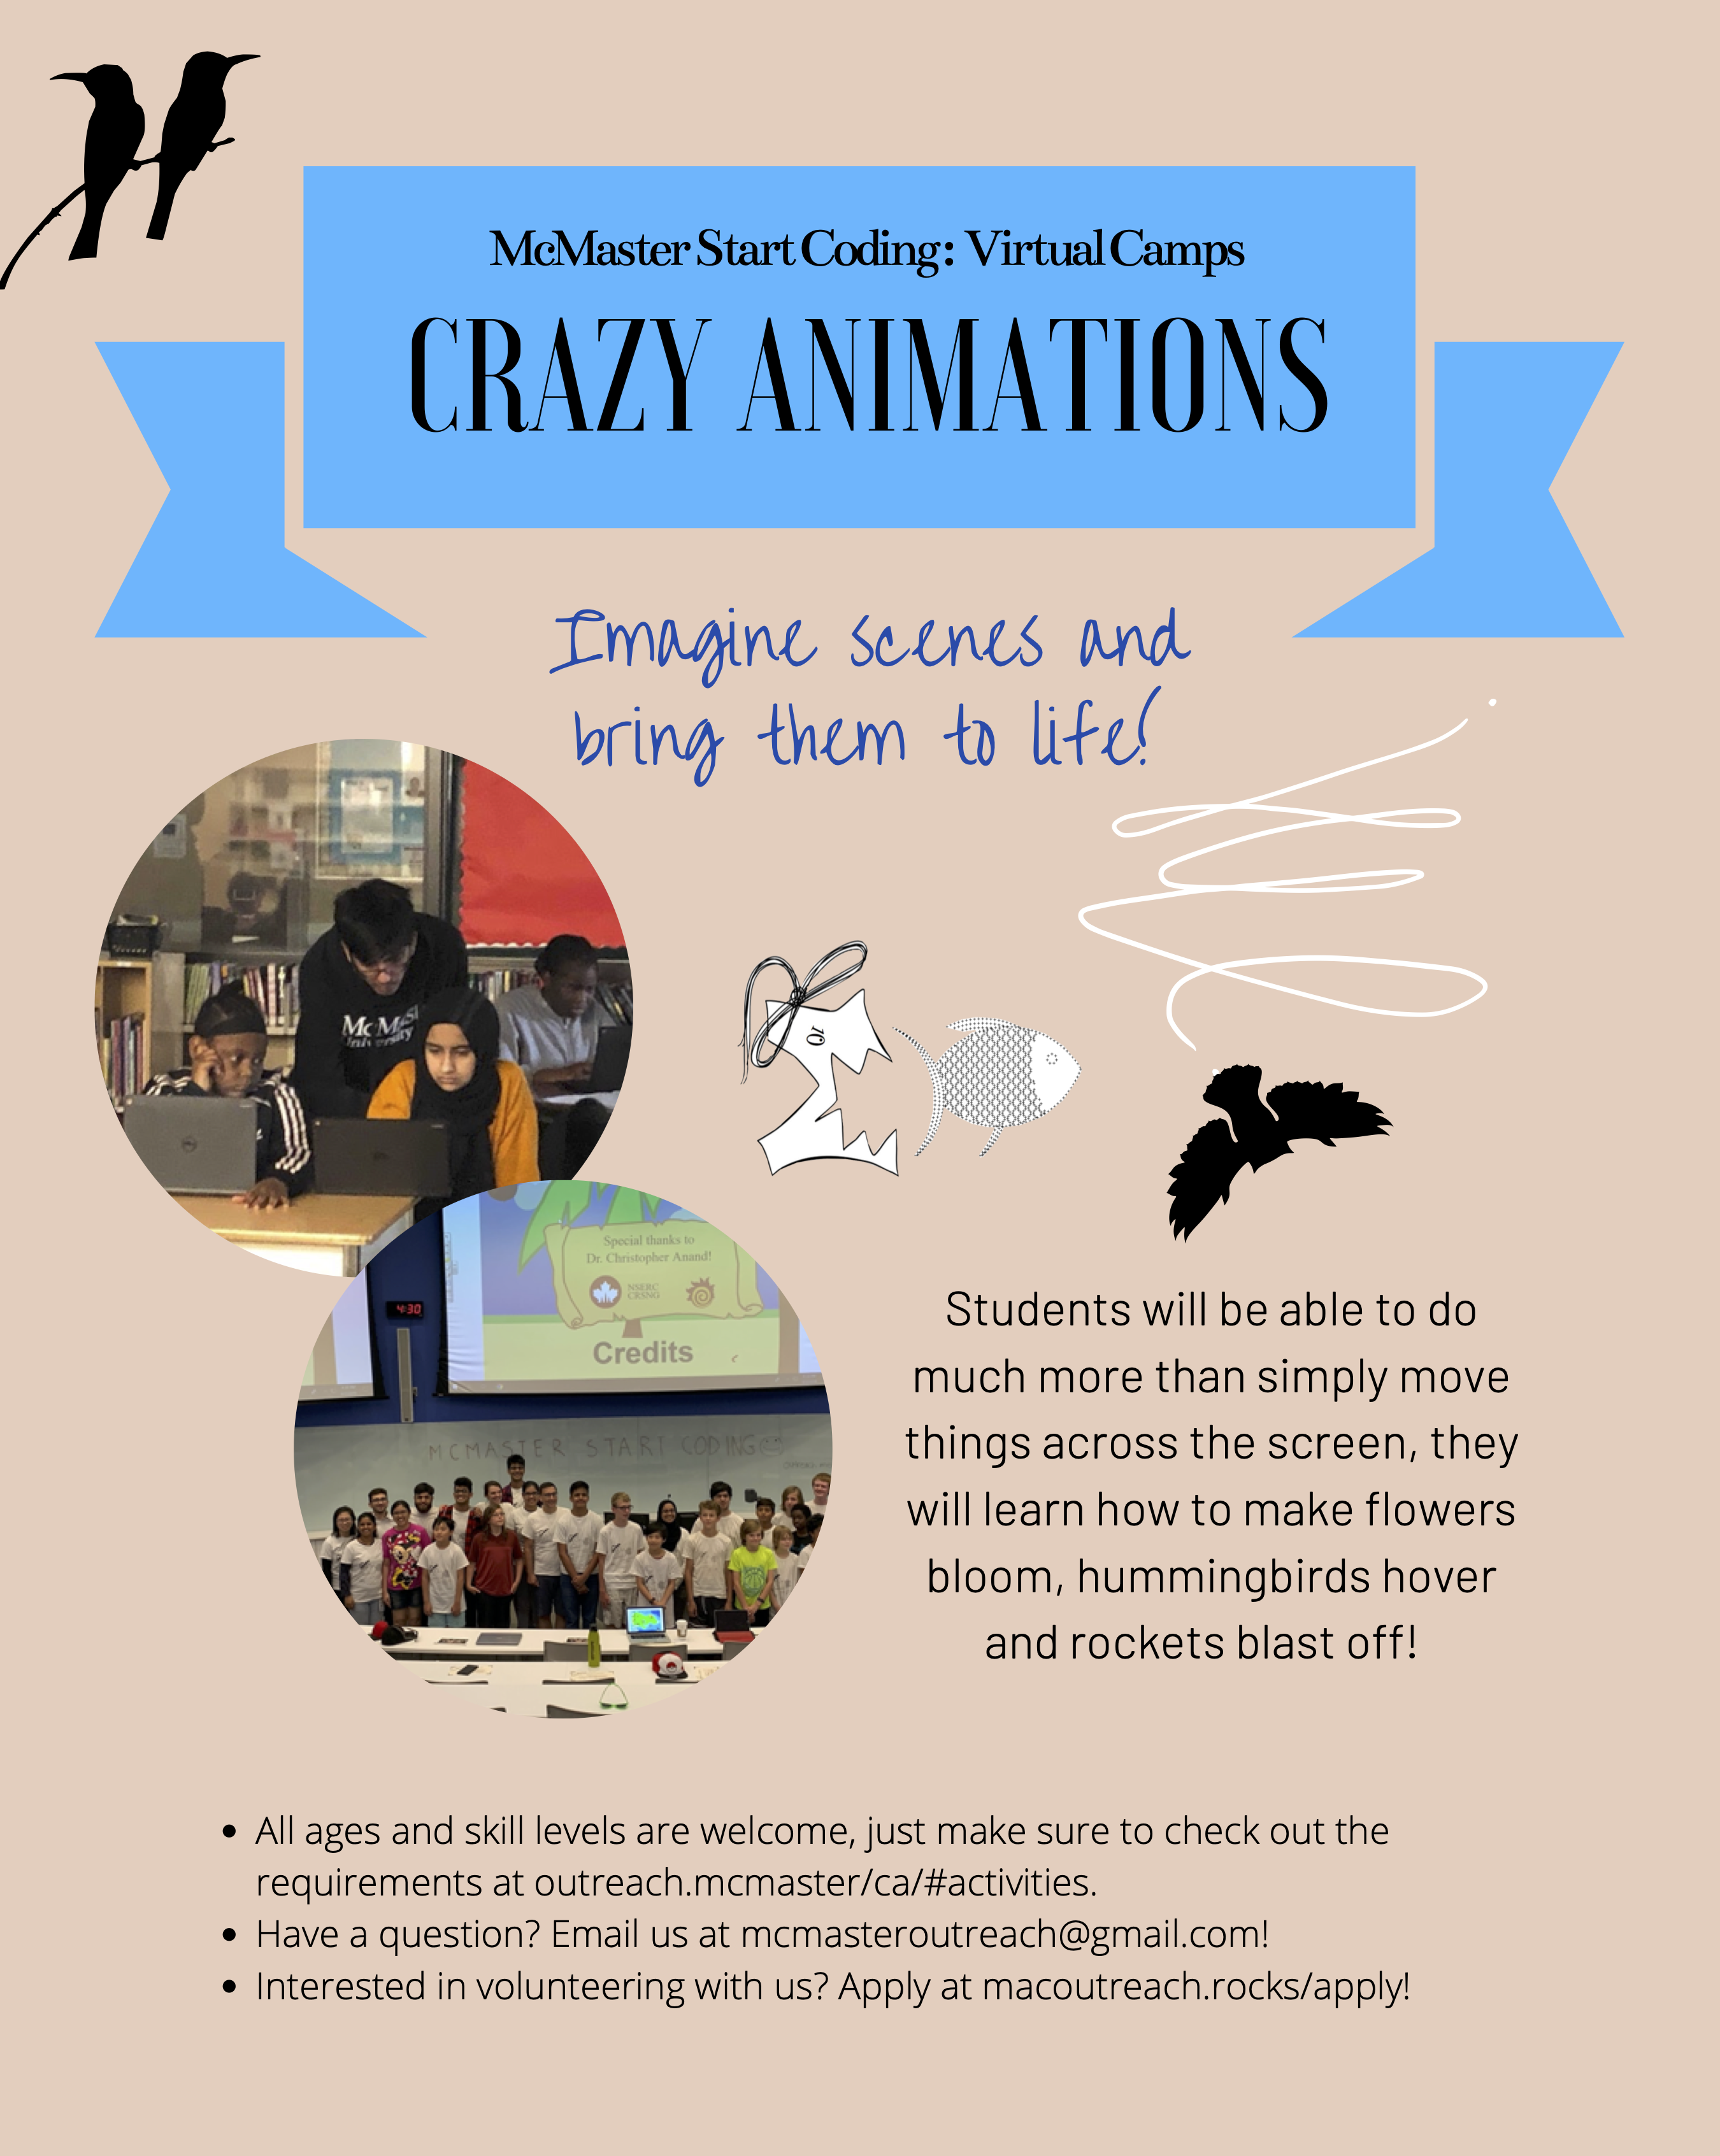 McMaster Start Coding: Virtual Camps
CRAZY ANIMATIONS
Imagine scenes and
bring them to life!
McMast
University
Special thanks to
Dr. Christopher Anand!
NSERC
CRSNG
4:30
Credits
MCMASTER START CODING
Students will be able to do
much more than simply move
things across the screen, they
will learn how to make flowers
bloom, hummingbirds hover
and rockets blast off!
• All ages and skill levels are welcome, just make sure to check out the
requirements at outreach.mcmaster/ca/#activities.
• Have a question? Email us at mcmasteroutreach@gmail.com!
• Interested in volunteering with us? Apply at macoutreach.rocks/apply!